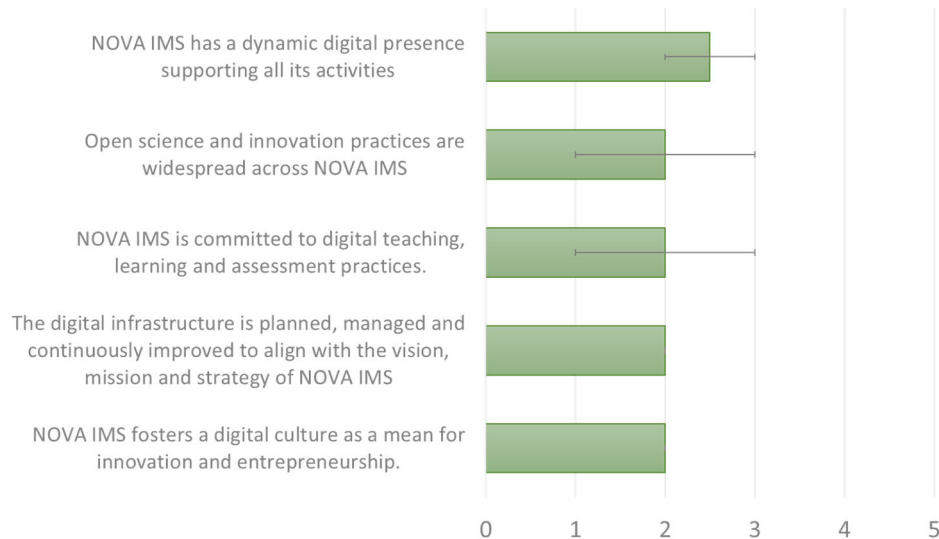 NOVA IMS has a dynamic digital presence
supporting all its activities
Open science and innovation practices are
widespread across NOVA IMS
NOVA IMS is committed to digital teaching,
learning and assessment practices.
The digital infrastructure is planned, managed and
continuously improved to align with the vision,
mission and strategy of NOVA IMS
NOVA IMS fosters a digital culture as a mean for
innovation and entrepreneurship.
0 1 2 3 4 5